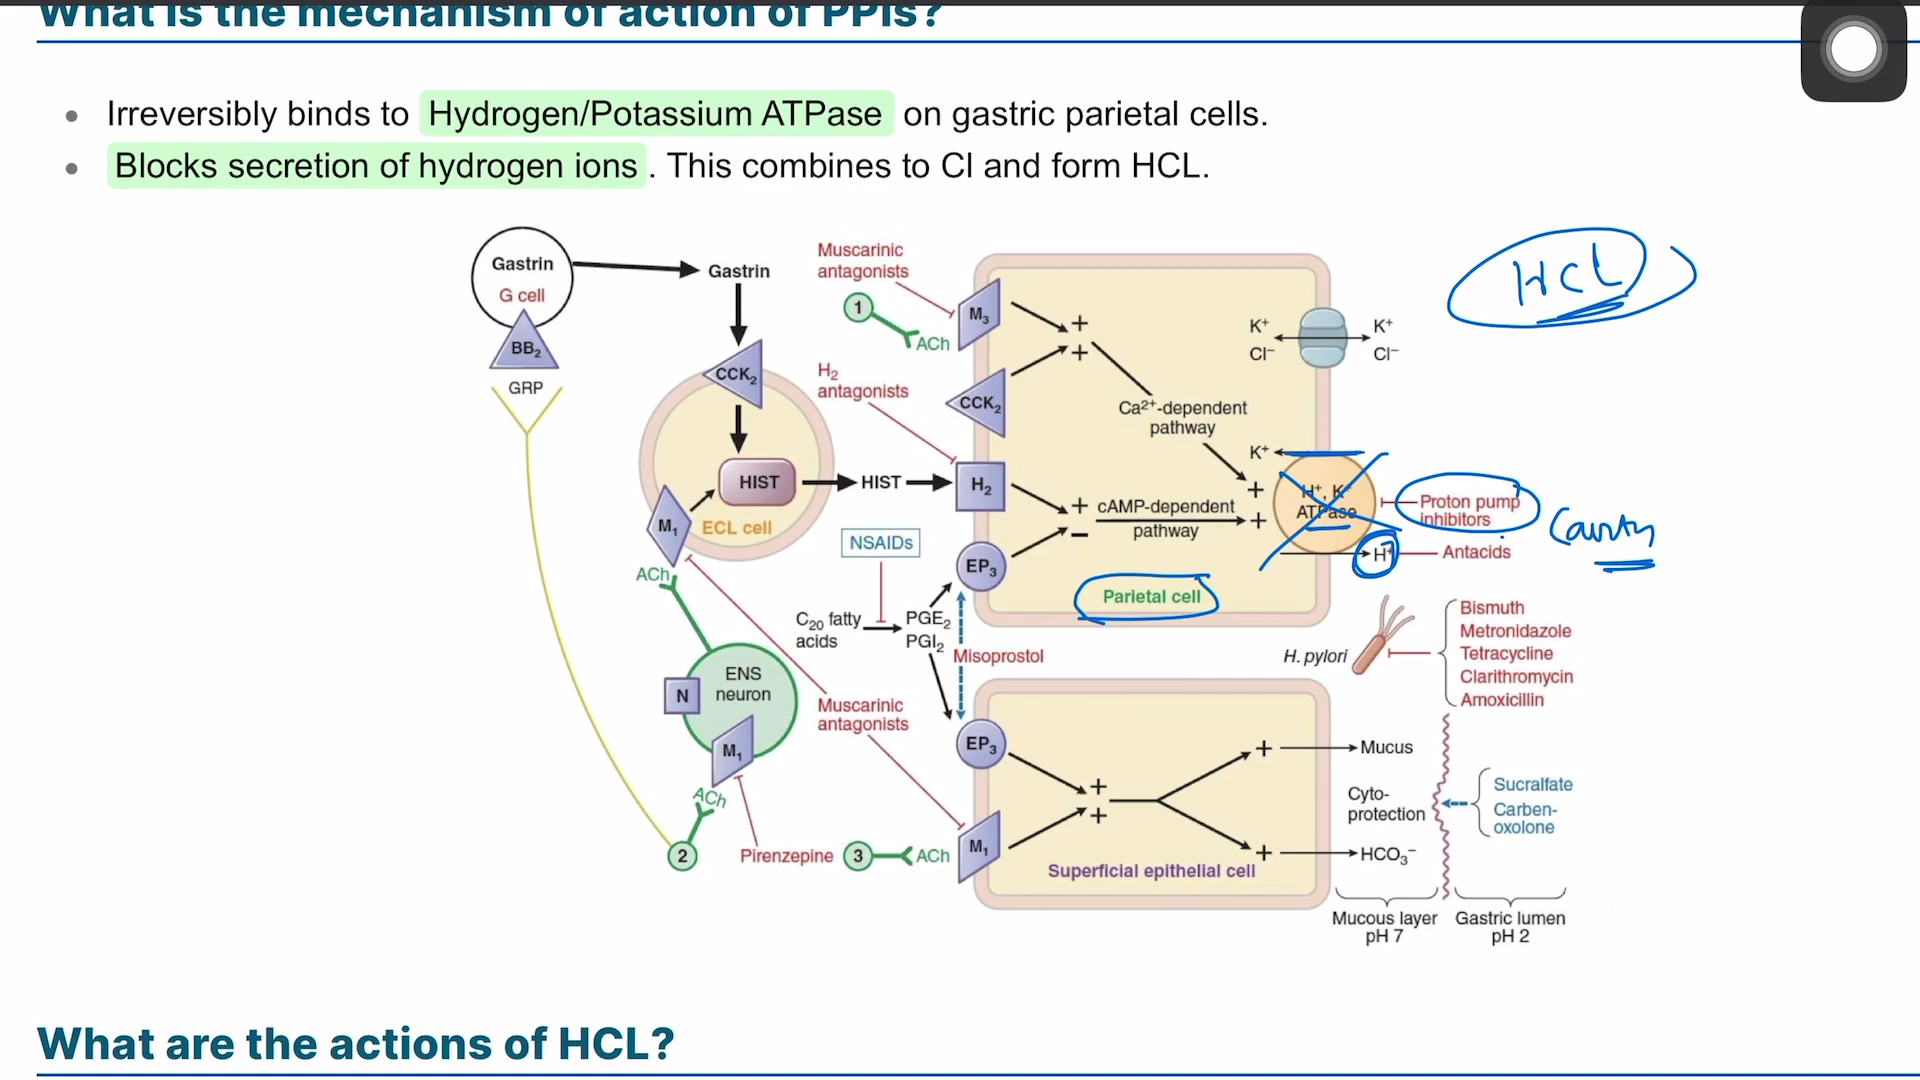 What is the mechanism of action of PPIs?
Irreversibly binds to Hydrogen/Potassium ATPase on gastric parietal cells.
Blocks secretion of hydrogen ions. This combines to Cl and form HCL.
Gastrin
G cell
BB2
GRP
Gastrin
CCK2
HIST
ECL cell
M1
ACh
HIST
Muscarinic
antagonists
1
ACh
M3
H2
antagonists
CCK2
H2
NSAIDs
EP3
C20 fatty
acids
PGE2
PGI2
Misoprostol
+
+
Ca2+-dependent
pathway
+
−
cAMP-dependent
pathway
+
+
Parietal cell
K+
Cl−
K+
Cl−
HCL
K+
H+, K+
ATPase
Proton pump
inhibitors
H+
Antacids
H. pylori
Bismuth
Metronidazole
Tetracycline
Clarithromycin
Amoxicillin
ENS
neuron
N
M1
ACh
2
Pirenzepine
Muscarinic
antagonists
3
ACh
EP3
M1
+
+
+
+
Superficial epithelial cell
Mucus
Cyto-
protection
HCO3−
Sucralfate
Carben-
oxolone
Mucous layer
pH 7
Gastric lumen
pH 2
What are the actions of HCL?